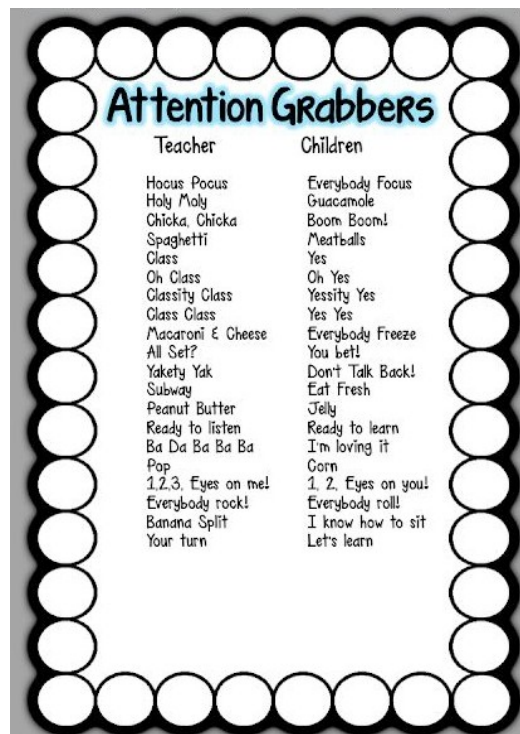 Attention Grabbers
Teacher Children
Hocus Pocus Everybody Focus
Holy Moly Guacamole
Chicka, Chicka Boom Boom!
Spaghetti Meatballs
Class Yes
Oh Class Oh Yes
Classity Class Yessity Yes
Class Class Yes Yes
Macaroni & Cheese Everybody Freeze
All Set? You bet!
Yakety Yak Don't Talk Back!
Subway Eat Fresh
Peanut Butter Jelly
Ready to listen Ready to learn
Ba Da Ba Ba Ba I'm loving it
Pop Corn
1,2,3, Eyes on me! 1, 2, Eyes on you!
Everybody rock! Everybody roll!
Banana Split I know how to sit
Your turn Let's learn